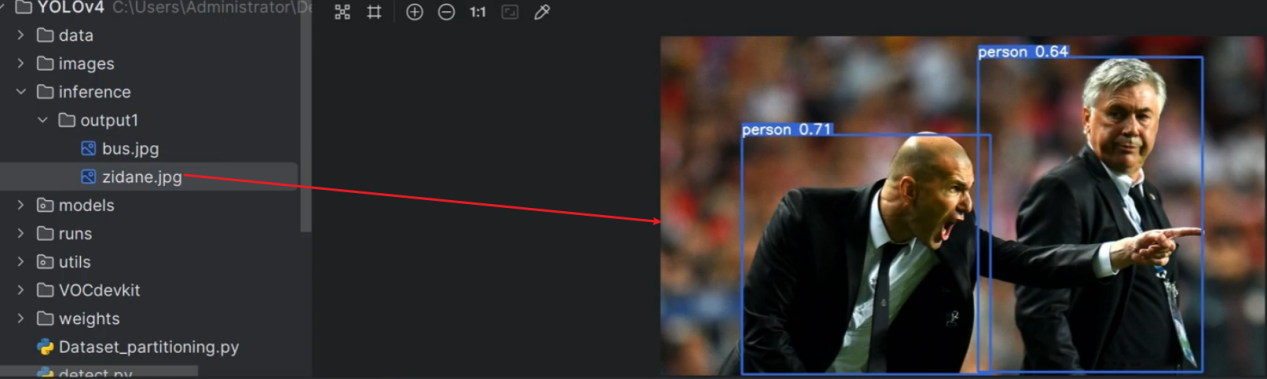 YOLOv4 C:\Users\Administrator\De
data
images
inference
output1
bus.jpg
zidane.jpg
models
runs
utils
VOCdevkit
weights
Dataset_partitioning.py
detect.py
1:1
person 0.64
person 0.71